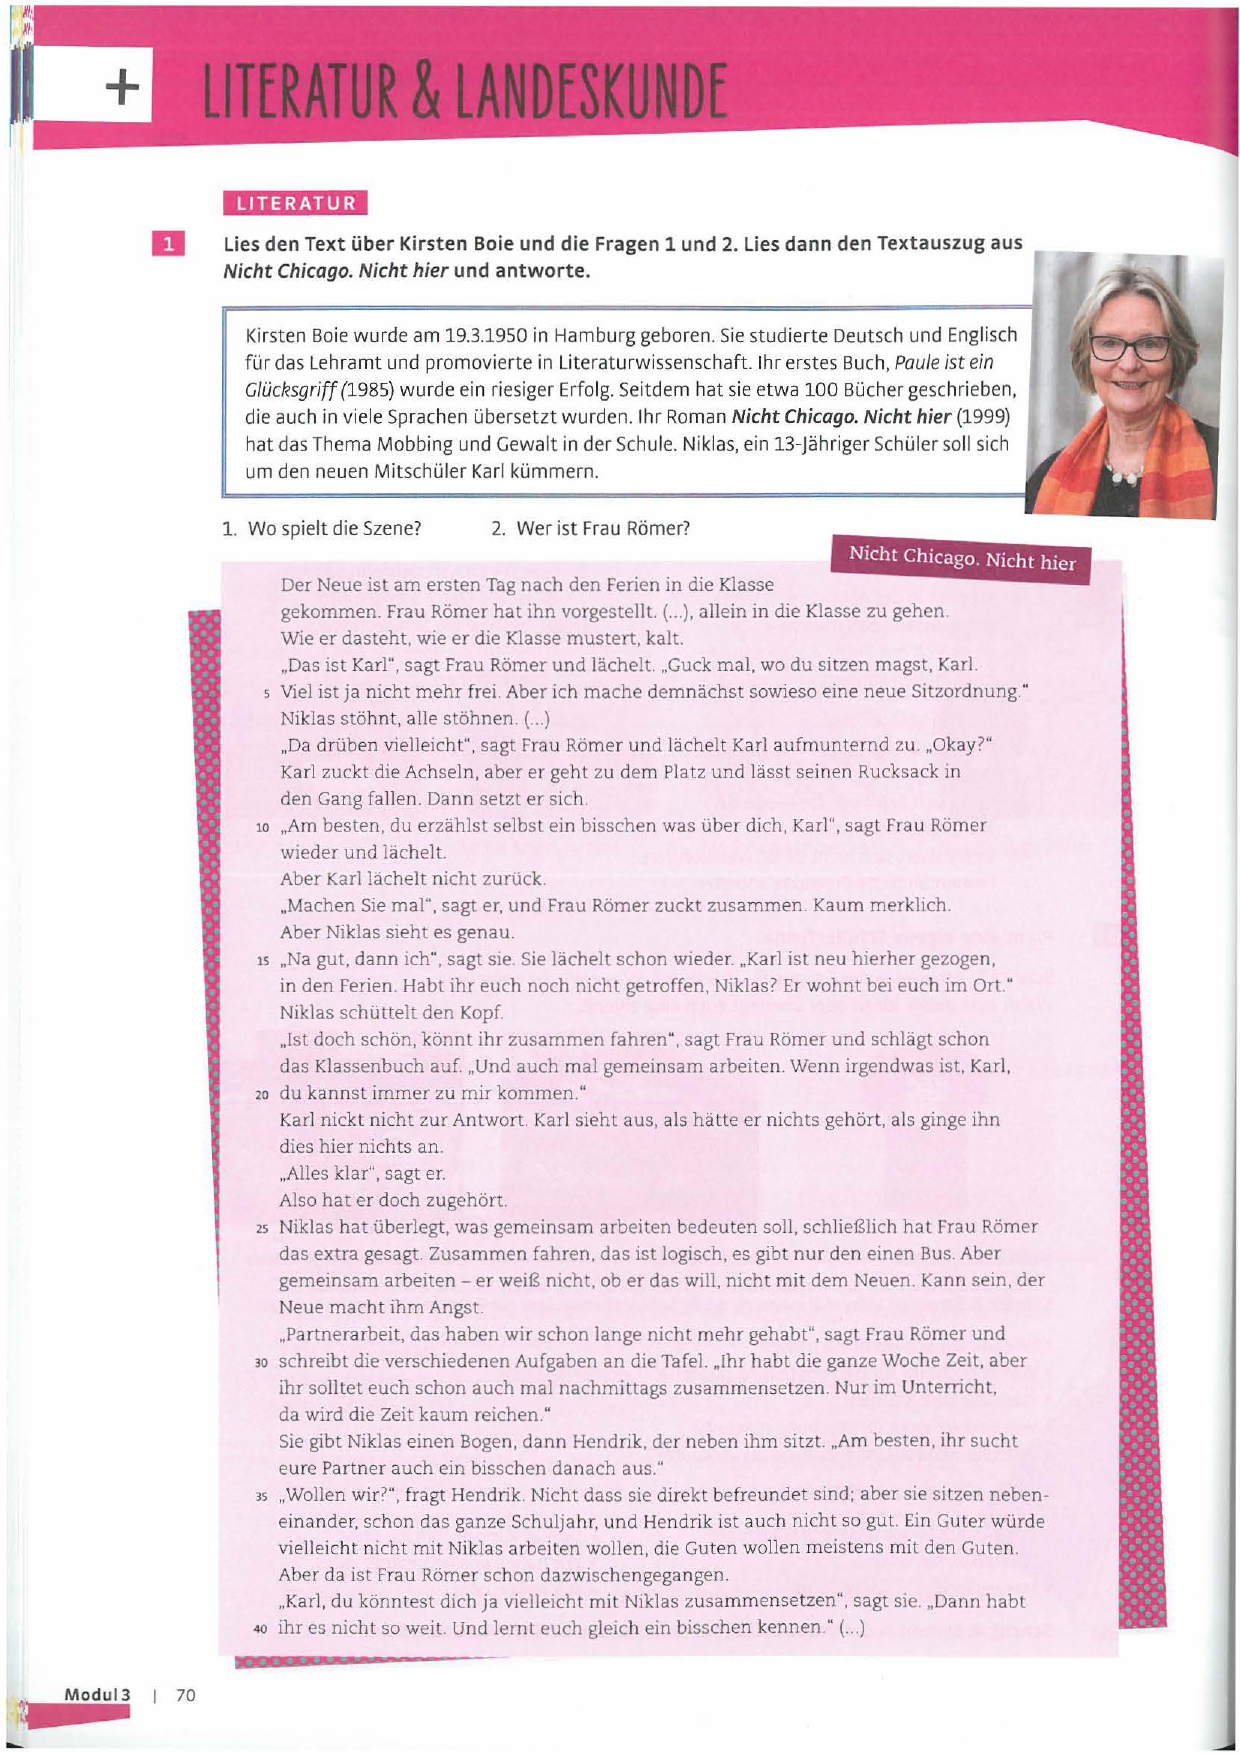 +
LITERATUR & LANDESKUNDE
LITERATUR
1
Lies den Text über Kirsten Boie und die Fragen 1 und 2. Lies dann den Textauszug aus
Nicht Chicago. Nicht hier und antworte.
Kirsten Boie wurde am 19.3.1950 in Hamburg geboren. Sie studierte Deutsch und Englisch
für das Lehramt und promovierte in Literaturwissenschaft. Ihr erstes Buch, Paule ist ein
Glücksgriff (1985) wurde ein riesiger Erfolg. Seitdem hat sie etwa 100 Bücher geschrieben,
die auch in viele Sprachen übersetzt wurden. Ihr Roman Nicht Chicago. Nicht hier (1999)
hat das Thema Mobbing und Gewalt in der Schule. Niklas, ein 13-Jähriger Schüler soll sich
um den neuen Mitschüler Karl kümmern.
1. Wo spielt die Szene? 2. Wer ist Frau Römer?
Nicht Chicago. Nicht hier
Der Neue ist am ersten Tag nach den Ferien in die Klasse
gekommen. Frau Römer hat ihn vorgestellt. (...), allein in die Klasse zu gehen.
Wie er dasteht, wie er die Klasse mustert, kalt.
„Das ist Karl“, sagt Frau Römer und lächelt. „Guck mal, wo du sitzen magst, Karl.
5 Viel ist ja nicht mehr frei. Aber ich mache demnächst sowieso eine neue Sitzordnung.“
Niklas stöhnt, alle stöhnen. (...)
„Da drüben vielleicht“, sagt Frau Römer und lächelt Karl aufmunternd zu. „Okay?“
Karl zuckt die Achseln, aber er geht zu dem Platz und lässt seinen Rucksack in
den Gang fallen. Dann setzt er sich.
10 „Am besten, du erzählst selbst ein bisschen was über dich, Karl“, sagt Frau Römer
wieder und lächelt.
Aber Karl lächelt nicht zurück.
„Machen Sie mal“, sagt er, und Frau Römer zuckt zusammen. Kaum merklich.
Aber Niklas sieht es genau.
15 „Na gut, dann ich“, sagt sie. Sie lächelt schon wieder. „Karl ist neu hierher gezogen,
in den Ferien. Habt ihr euch noch nicht getroffen, Niklas? Er wohnt bei euch im Ort.“
Niklas schüttelt den Kopf.
„Ist doch schön, könnt ihr zusammen fahren“, sagt Frau Römer und schlägt schon
das Klassenbuch auf. „Und auch mal gemeinsam arbeiten. Wenn irgendwas ist, Karl,
20 du kannst immer zu mir kommen.“
Karl nickt nicht zur Antwort. Karl sieht aus, als hätte er nichts gehört, als ginge ihn
dies hier nichts an.
„Alles klar“, sagt er.
Also hat er doch zugehört.
25 Niklas hat überlegt, was gemeinsam arbeiten bedeuten soll, schließlich hat Frau Römer
das extra gesagt. Zusammen fahren, das ist logisch, es gibt nur den einen Bus. Aber
gemeinsam arbeiten – er weiß nicht, ob er das will, nicht mit dem Neuen. Kann sein, der
Neue macht ihm Angst.
„Partnerarbeit, das haben wir schon lange nicht mehr gehabt“, sagt Frau Römer und
30 schreibt die verschiedenen Aufgaben an die Tafel. „Ihr habt die ganze Woche Zeit, aber
ihr solltet euch schon auch mal nachmittags zusammensetzen. Nur im Unterricht,
da wird die Zeit kaum reichen.“
Sie gibt Niklas einen Bogen, dann Hendrik, der neben ihm sitzt. „Am besten, ihr sucht
eure Partner auch ein bisschen danach aus.“
35 „Wollen wir?“, fragt Hendrik. Nicht dass sie direkt befreundet sind; aber sie sitzen neben-
einander, schon das ganze Schuljahr, und Hendrik ist auch nicht so gut. Ein Guter würde
vielleicht nicht mit Niklas arbeiten wollen, die Guten wollen meistens mit den Guten.
Aber da ist Frau Römer schon dazwischengegangen.
„Karl, du könntest dich ja vielleicht mit Niklas zusammensetzen“, sagt sie. „Dann habt
40 ihr es nicht so weit. Und lernt euch gleich ein bisschen kennen.“ (...)
Modul 3 | 70